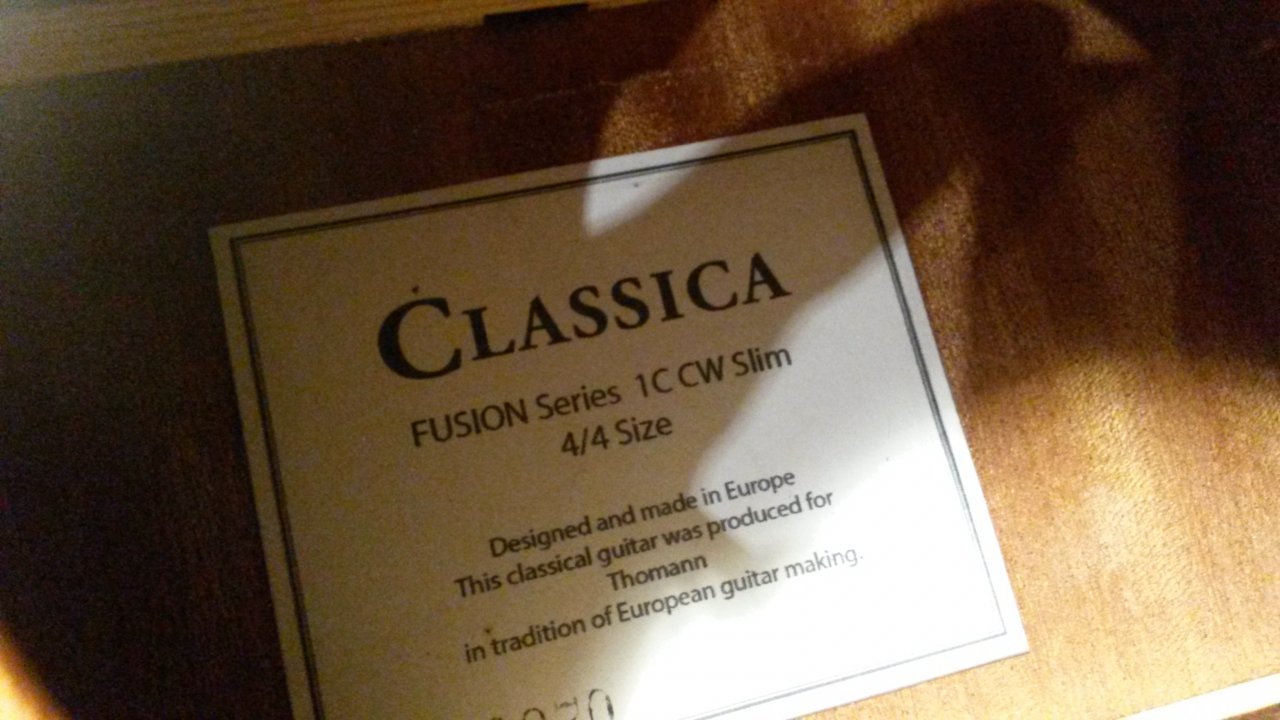 CLASSICA
FUSION Series 1C CW Slim
4/4 Size
Designed and made in Europe
This classical guitar was produced for
Thomann
in tradition of European guitar making.